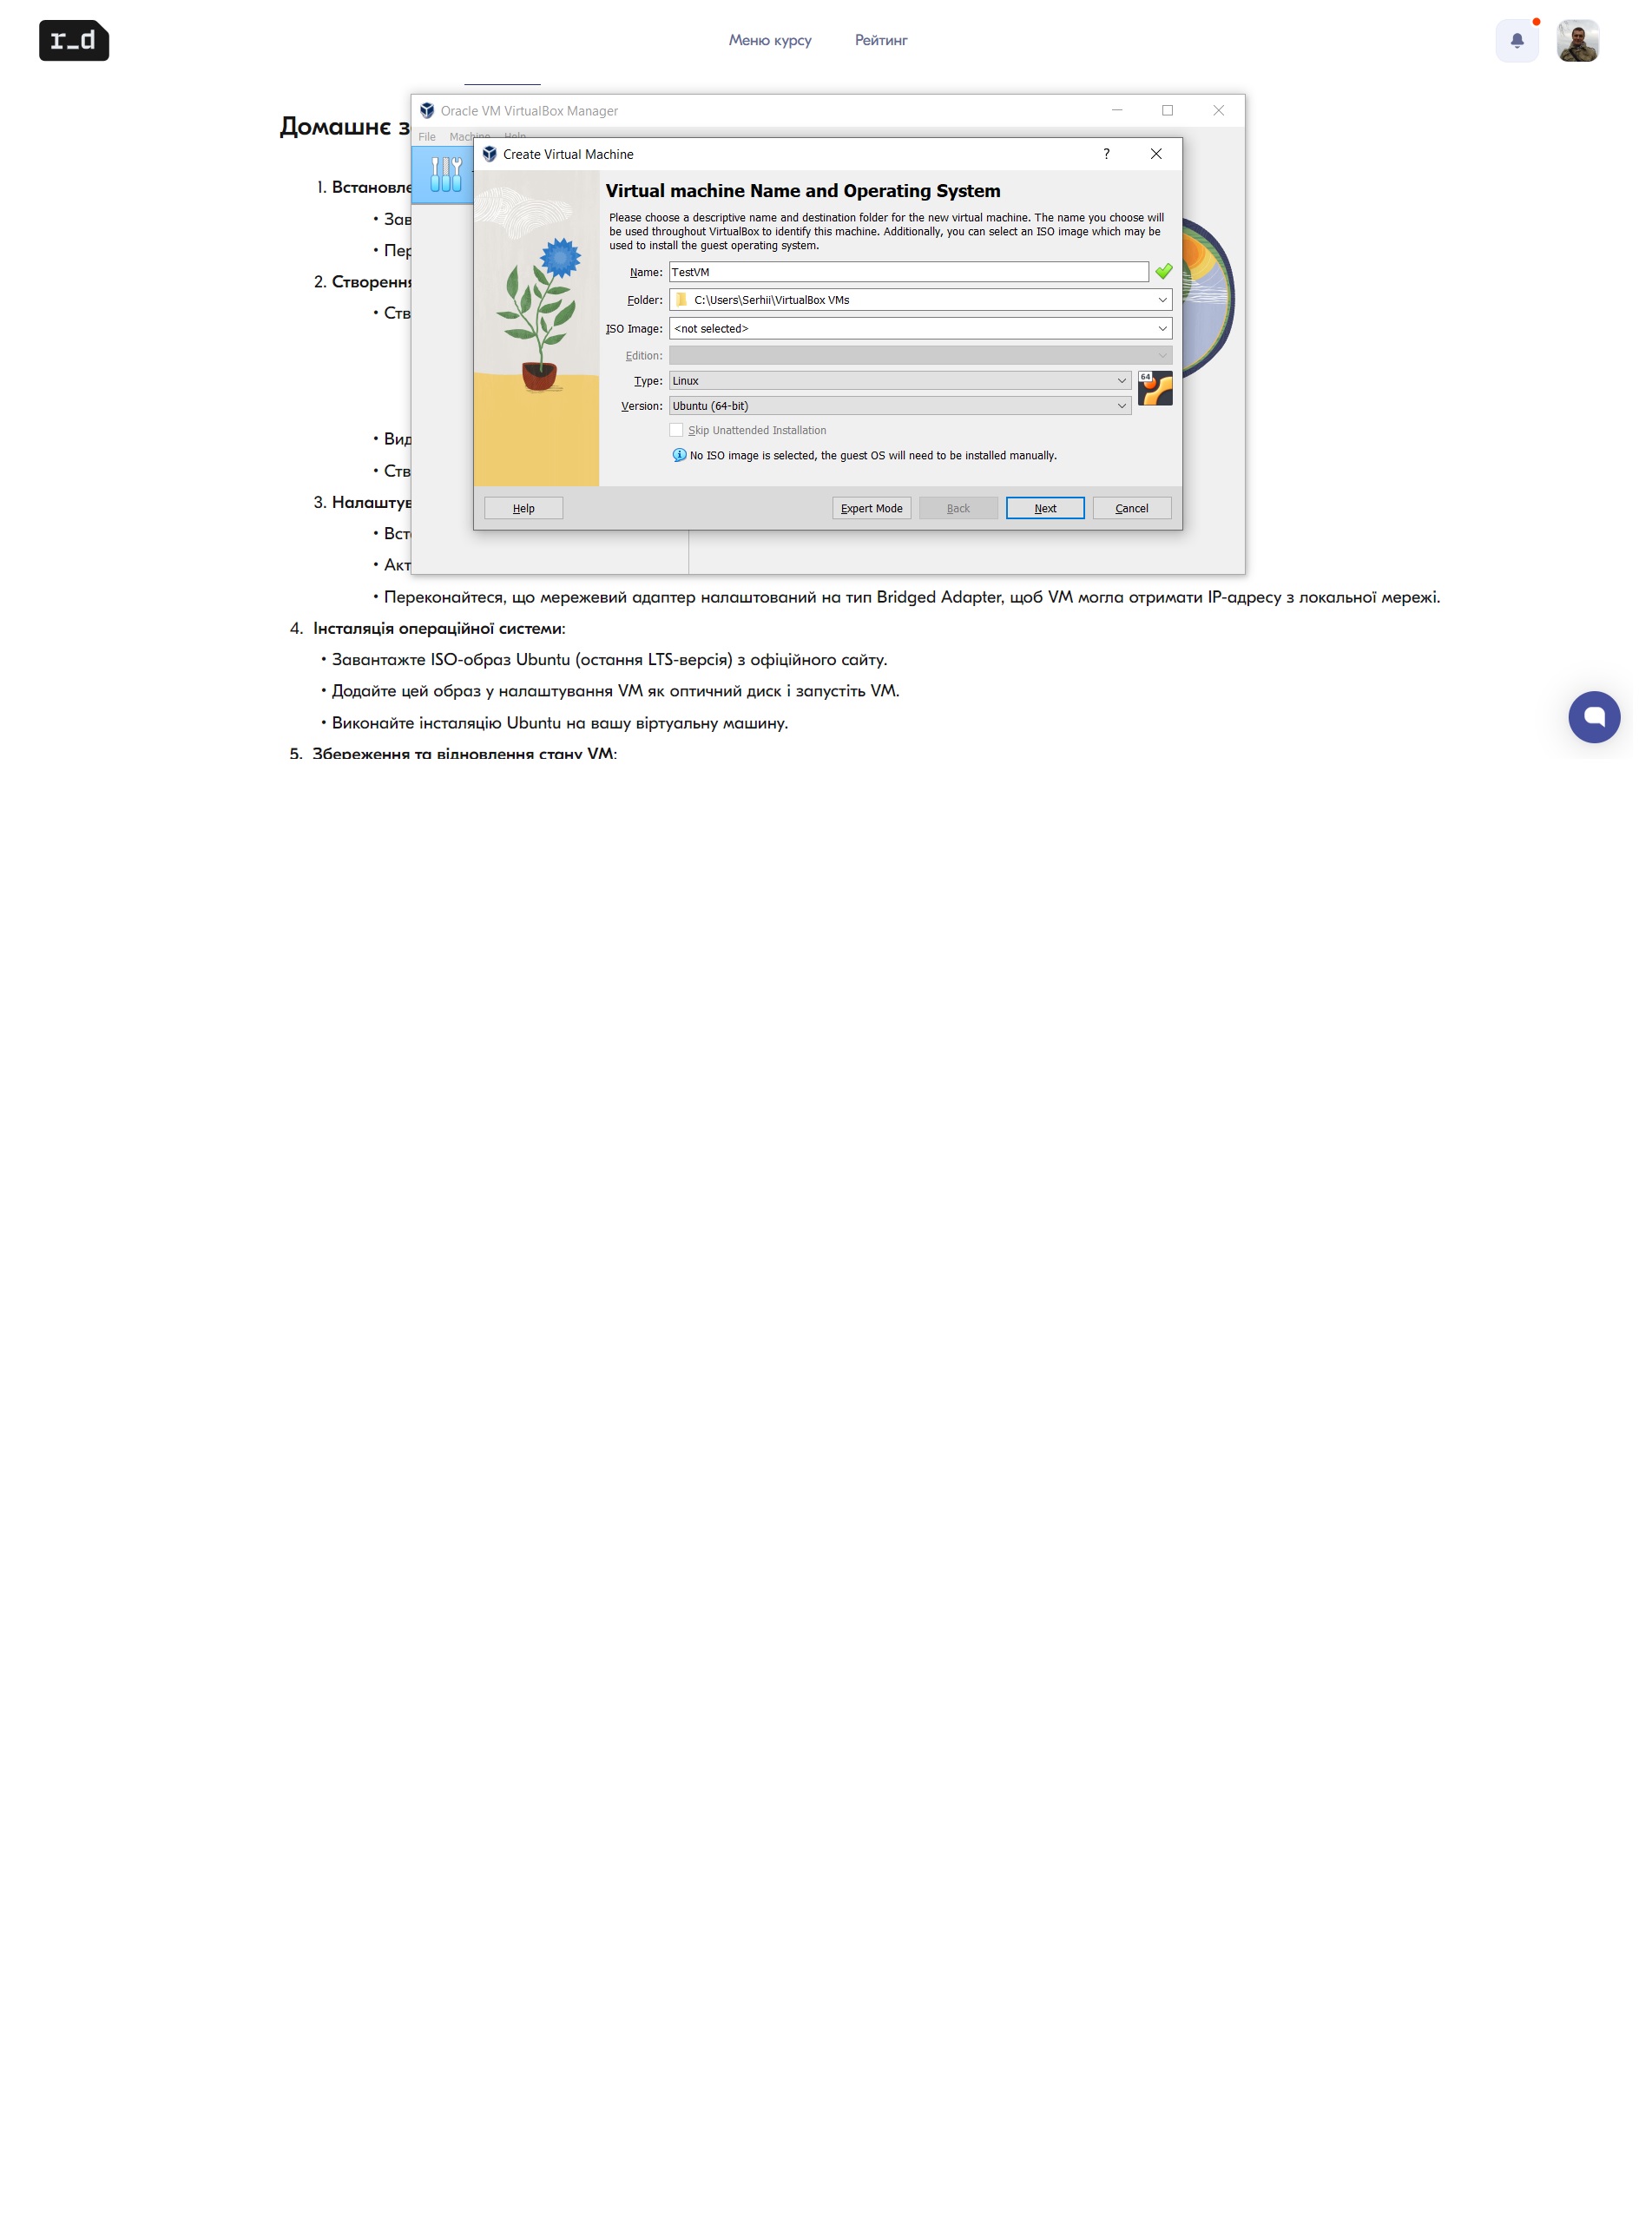 r_d
Меню курсу
Рейтинг
Oracle VM VirtualBox Manager
Домашнє з
File Machine Help
Create Virtual Machine
?
1. Встановле
• Зав
• Пер
2. Створення
• Ств
• Вид
• Ств
3. Налаштув
• Вст
• Акт
Virtual machine Name and Operating System
Please choose a descriptive name and destination folder for the new virtual machine. The name you choose will
be used throughout VirtualBox to identify this machine. Additionally, you can select an ISO image which may be
used to install the guest operating system.
Name: TestVM
Folder: C:\Users\Serhii\VirtualBox VMs
ISO Image: <not selected>
Edition:
Type: Linux
64
Version: Ubuntu (64-bit)
Skip Unattended Installation
No ISO image is selected, the guest OS will need to be installed manually.
Help
Expert Mode
Back
Next
Cancel
• Переконайтеся, що мережевий адаптер налаштований на тип Bridged Adapter, щоб VM могла отримати IP-адресу з локальної мережі.
4. Інсталяція операційної системи:
• Завантажте ISO-образ Ubuntu (остання LTS-версія) з офіційного сайту.
• Додайте цей образ у налаштування VM як оптичний диск і запустіть VM.
• Виконайте інсталяцію Ubuntu на вашу віртуальну машину.
5. Збереження та відновлення стану VM: